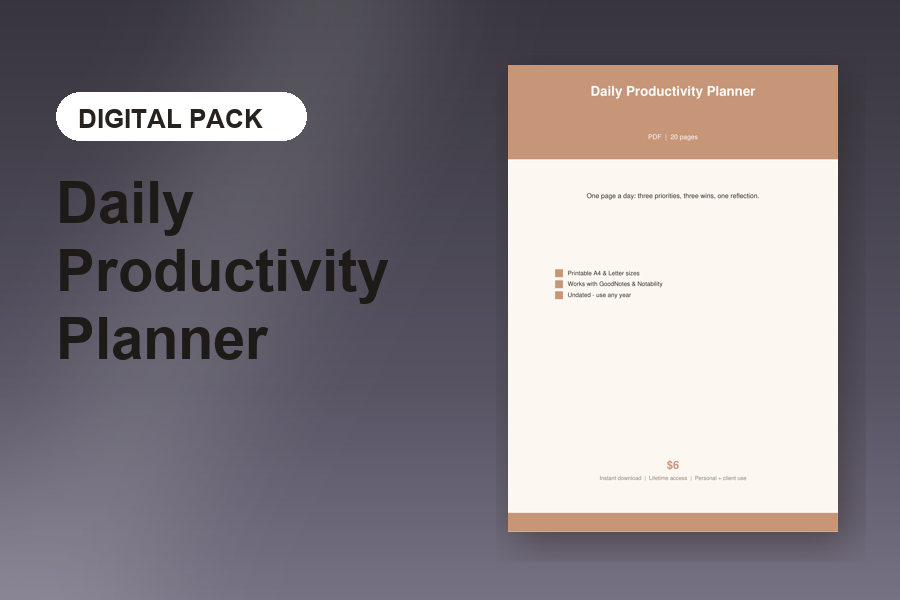 DIGITAL PACK
Daily
Productivity
Planner
Daily Productivity Planner
PDF | 20 pages
One page a day: three priorities, three wins, one reflection.
Printable A4 & Letter sizes
Works with GoodNotes & Notability
Undated - use any year
$6
Instant download | Lifetime access | Personal + client use